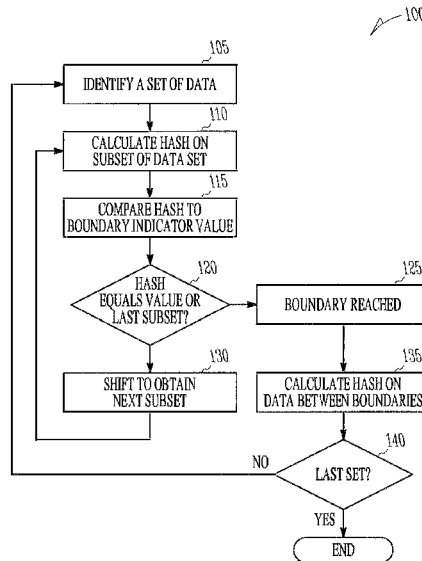 100
105
IDENTIFY A SET OF DATA
110
CALCULATE HASH ON
SUBSET OF DATA SET
115
COMPARE HASH TO
BOUNDARY INDICATOR VALUE
120
HASH
EQUALS VALUE OR
LAST SUBSET?
125
BOUNDARY REACHED
130
SHIFT TO OBTAIN
NEXT SUBSET
135
CALCULATE HASH ON
DATA BETWEEN BOUNDARIES
140
LAST SET?
NO
YES
END